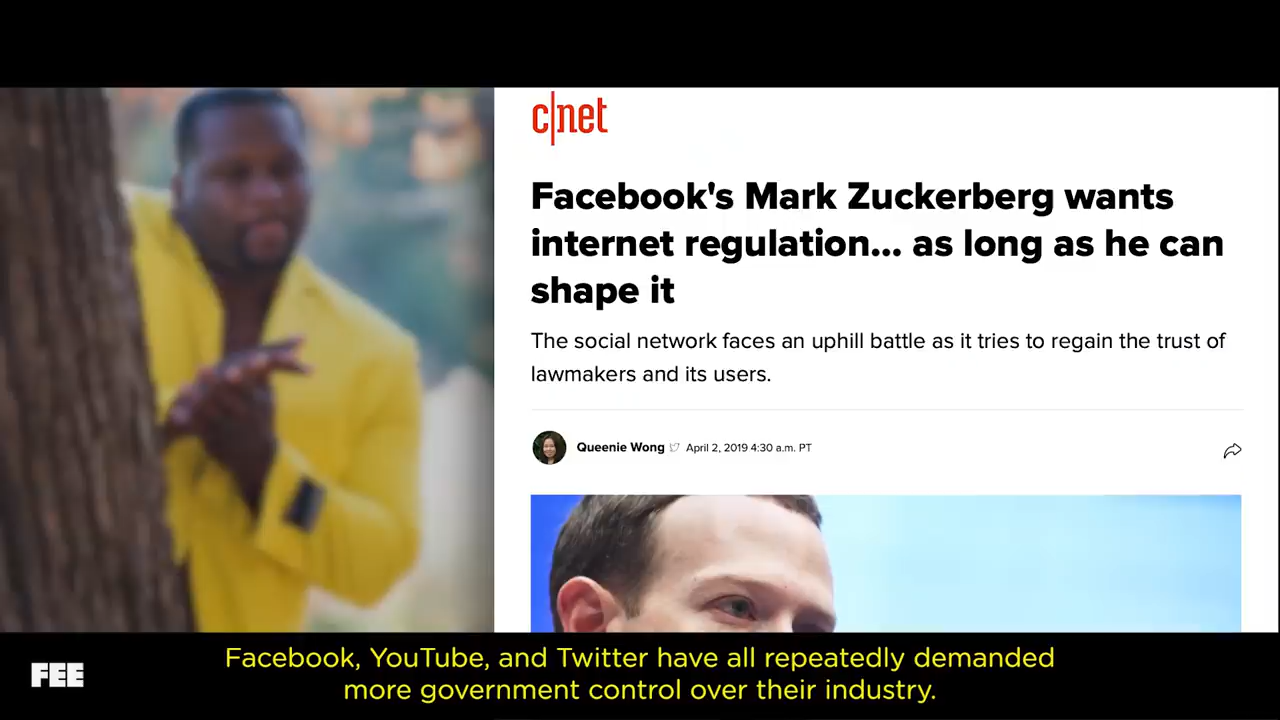 c|net
Facebook's Mark Zuckerberg wants
internet regulation... as long as he can
shape it
The social network faces an uphill battle as it tries to regain the trust of
lawmakers and its users.
Queenie Wong April 2, 2019 4:30 a.m. PT
FEE
Facebook, YouTube, and Twitter have all repeatedly demanded
more government control over their industry.